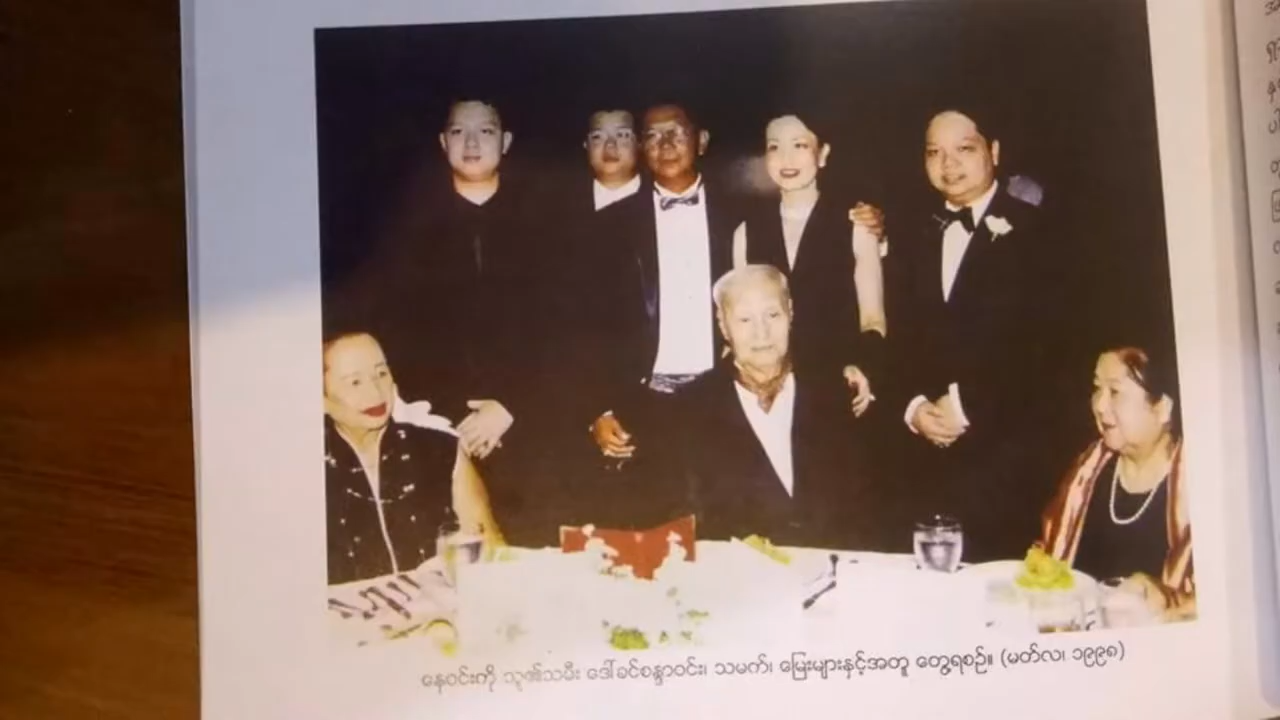 နေဝင်းကို သူ၏သမီး ဒေါ်ခင်စန္ဒာဝင်း၊ သမက်၊ မြေးများနှင့်အတူ တွေ့ရစဉ်။ (မတ်လ၊ ၁၉၉၈)